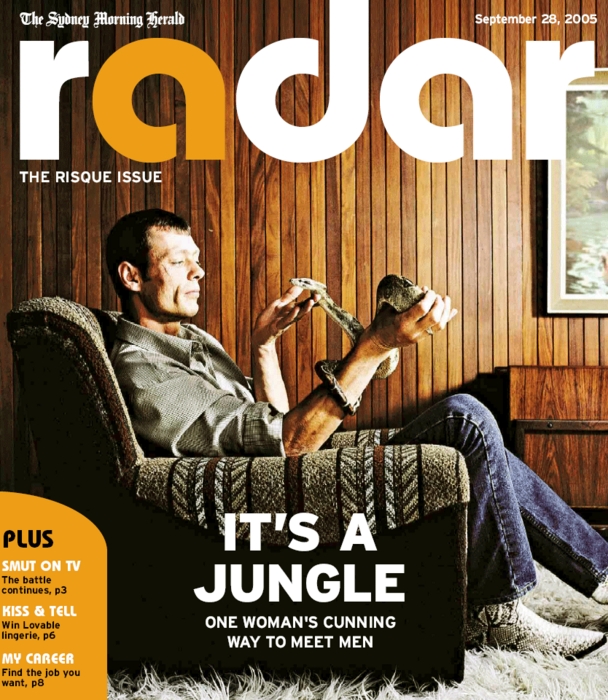 The Sydney Morning Herald
September 28, 2005
radar
THE RISQUE ISSUE
IT'S A
JUNGLE
ONE WOMAN'S CUNNING
WAY TO MEET MEN
PLUS
SMUT ON TV
The battle
continues, p3
KISS & TELL
Win Lovable
lingerie, p6
MY CAREER
Find the job you
want, p8